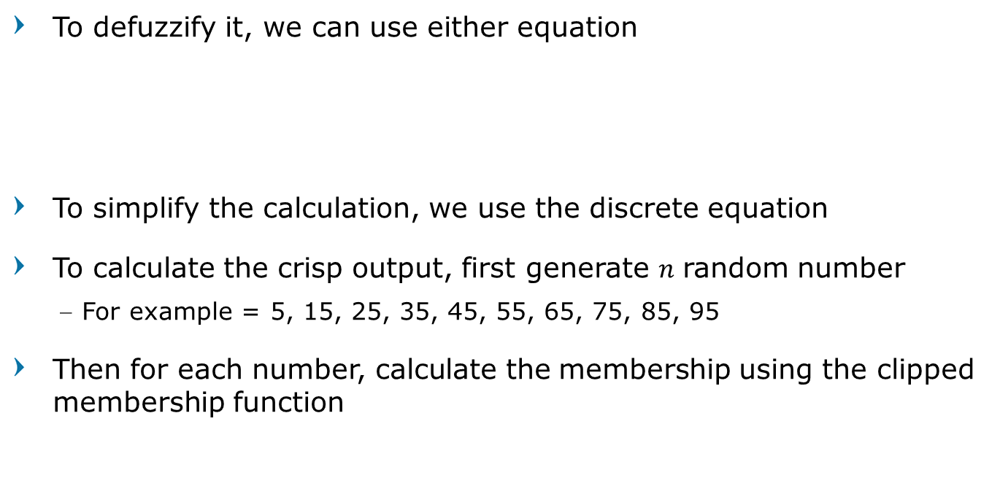 To defuzzify it, we can use either equation
To simplify the calculation, we use the discrete equation
To calculate the crisp output, first generate n random number
– For example = 5, 15, 25, 35, 45, 55, 65, 75, 85, 95
Then for each number, calculate the membership using the clipped
membership function